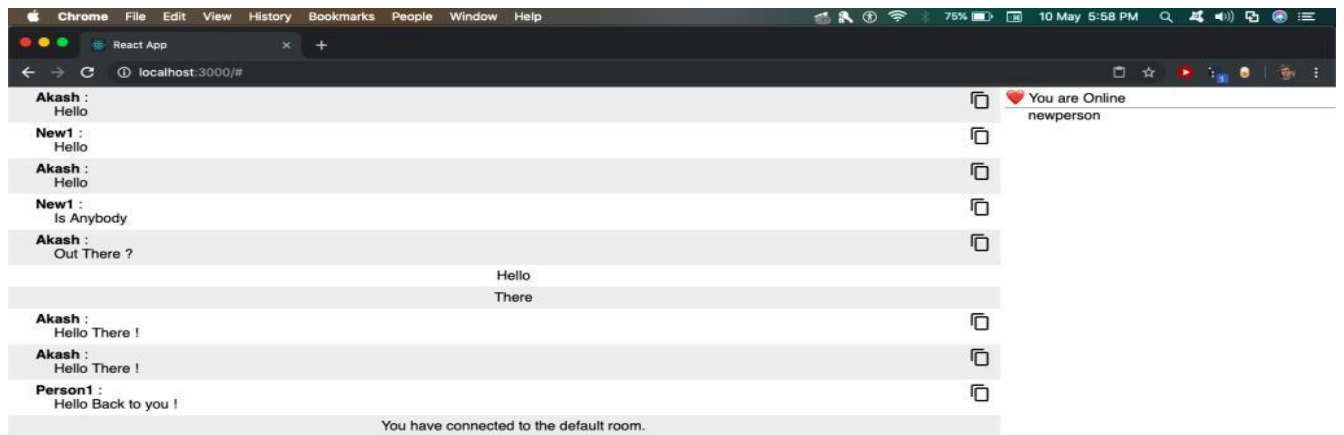 Chrome File Edit View History Bookmarks People Window Help 75% 10 May 5:58 PM
React App
localhost:3000/#
Akash :
Hello
New1 :
Hello
Akash :
Hello
New1 :
Is Anybody
Akash :
Out There ?
Hello
There
Akash :
Hello There !
Akash :
Hello There !
Person1 :
Hello Back to you !
You have connected to the default room.
You are Online
newperson